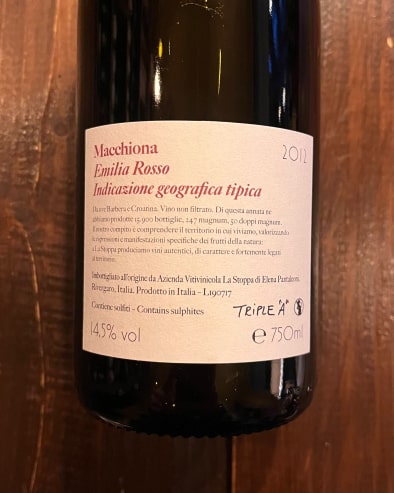 Macchiona 2012
Emilia Rosso
Indicazione geografica tipica
Da uve Barbera e Croatina. Vino non filtrato. Di questa annata ne
abbiamo prodotte 15.900 bottiglie, 247 magnum, 50 doppi magnum.
Il nostro compito è comprendere il territorio in cui viviamo, valorizzando
le espressioni e manifestazioni specifiche dei frutti della natura:
a La Stoppa produciamo vini autentici, di carattere e fortemente legati
al territorio.
Imbottigliato all'origine da Azienda Vitivinicola La Stoppa di Elena Pantaleoni
Rivergaro, Italia. Prodotto in Italia - L190717
Contiene solfiti - Contains sulphites
TRIPLE "A"
14,5% vol
e 750ml